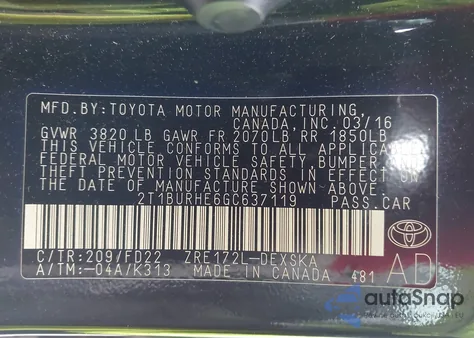 MFD.BY:TOYOTA MOTOR MANUFACTURING,
CANADA, INC. 03/16
GVWR 3820 LB GAWR FR 2070LB RR 1850LB
THIS VEHICLE CONFORMS TO ALL APPLICABLE
FEDERAL MOTOR VEHICLE SAFETY BUMPER AND
THEFT PREVENTION STANDARDS IN EFFECT ON
THE DATE OF MANUFACTURE SHOWN ABOVE.
2T1BURHE6GC637119 PASS.CAR
C/TR:209/FD22 ZRE172L-DEXSKA
A/TM:-04A/K313 MADE IN CANADA 481
TOYOTA
AD
autoSnap